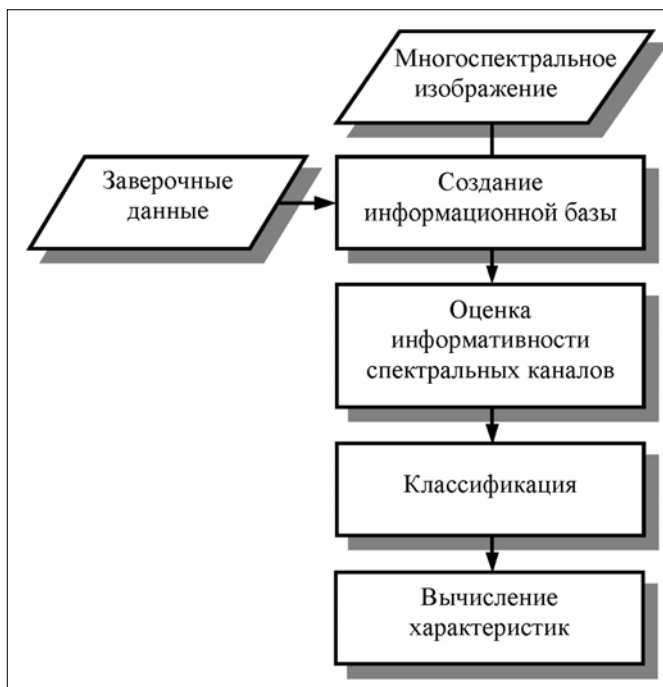 Многоспектральное
изображение
Заверочные
данные
Создание
информационной базы
Оценка
информативности
спектральных каналов
Классификация
Вычисление
характеристик